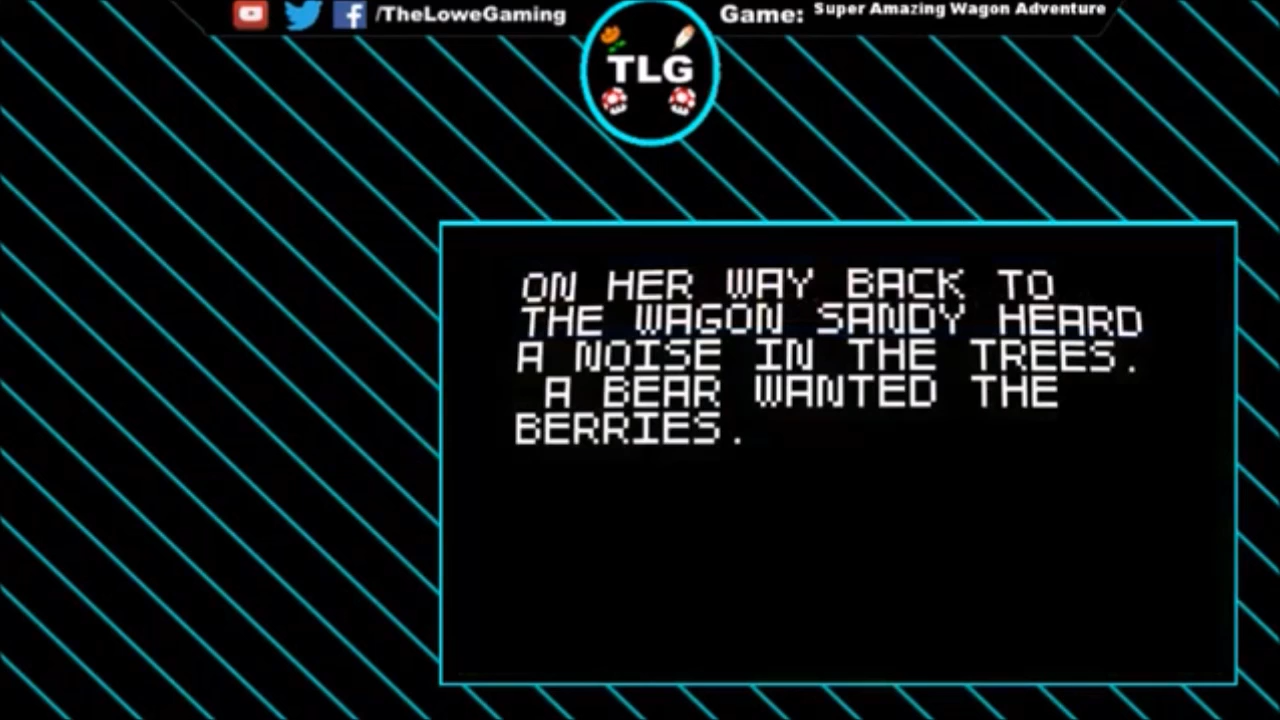 /TheLoweGaming
TLG
Game: Super Amazing Wagon Adventure
ON HER WAY BACK TO
THE WAGON SANDY HEARD
A NOISE IN THE TREES.
A BEAR WANTED THE
BERRIES.